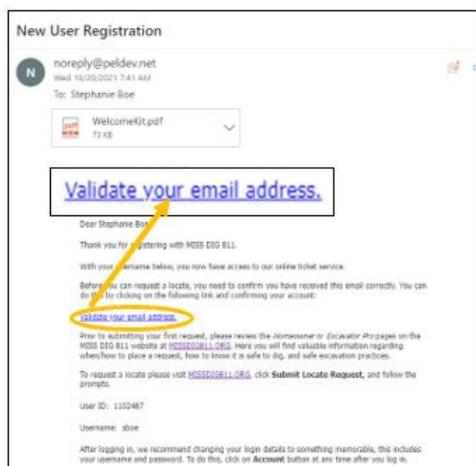 New User Registration
N
noreply@peldev.net
Wed 10/20/2021 7:41 AM
To: Stephanie Boe
WelcomeKit.pdf
73 KB
Validate your email address.
Dear Stephanie Boe
Thank you for registering with MISS DIG 811.
With your username below, you now have access to our online ticket service.
Before you can request a locate, you need to confirm you have received this email correctly. You can
do this by clicking on the following link and confirming your account:
Validate your email address.
Prior to submitting your first request, please review the Homeowner or Excavator Pro pages on the
MISS DIG 811 website at MISSDIG811.ORG. Here you will find valuable information regarding
when/how to place a request, how to know it is safe to dig, and safe excavation practices.
To request a locate please visit MISSDIG811.ORG, click Submit Locate Request, and follow the
prompts.
User ID: 1102487
Username: sboe
After logging in, we recommend changing your login details to something memorable, this includes
your username and password. To do this, click on Account button at any time after you log in.